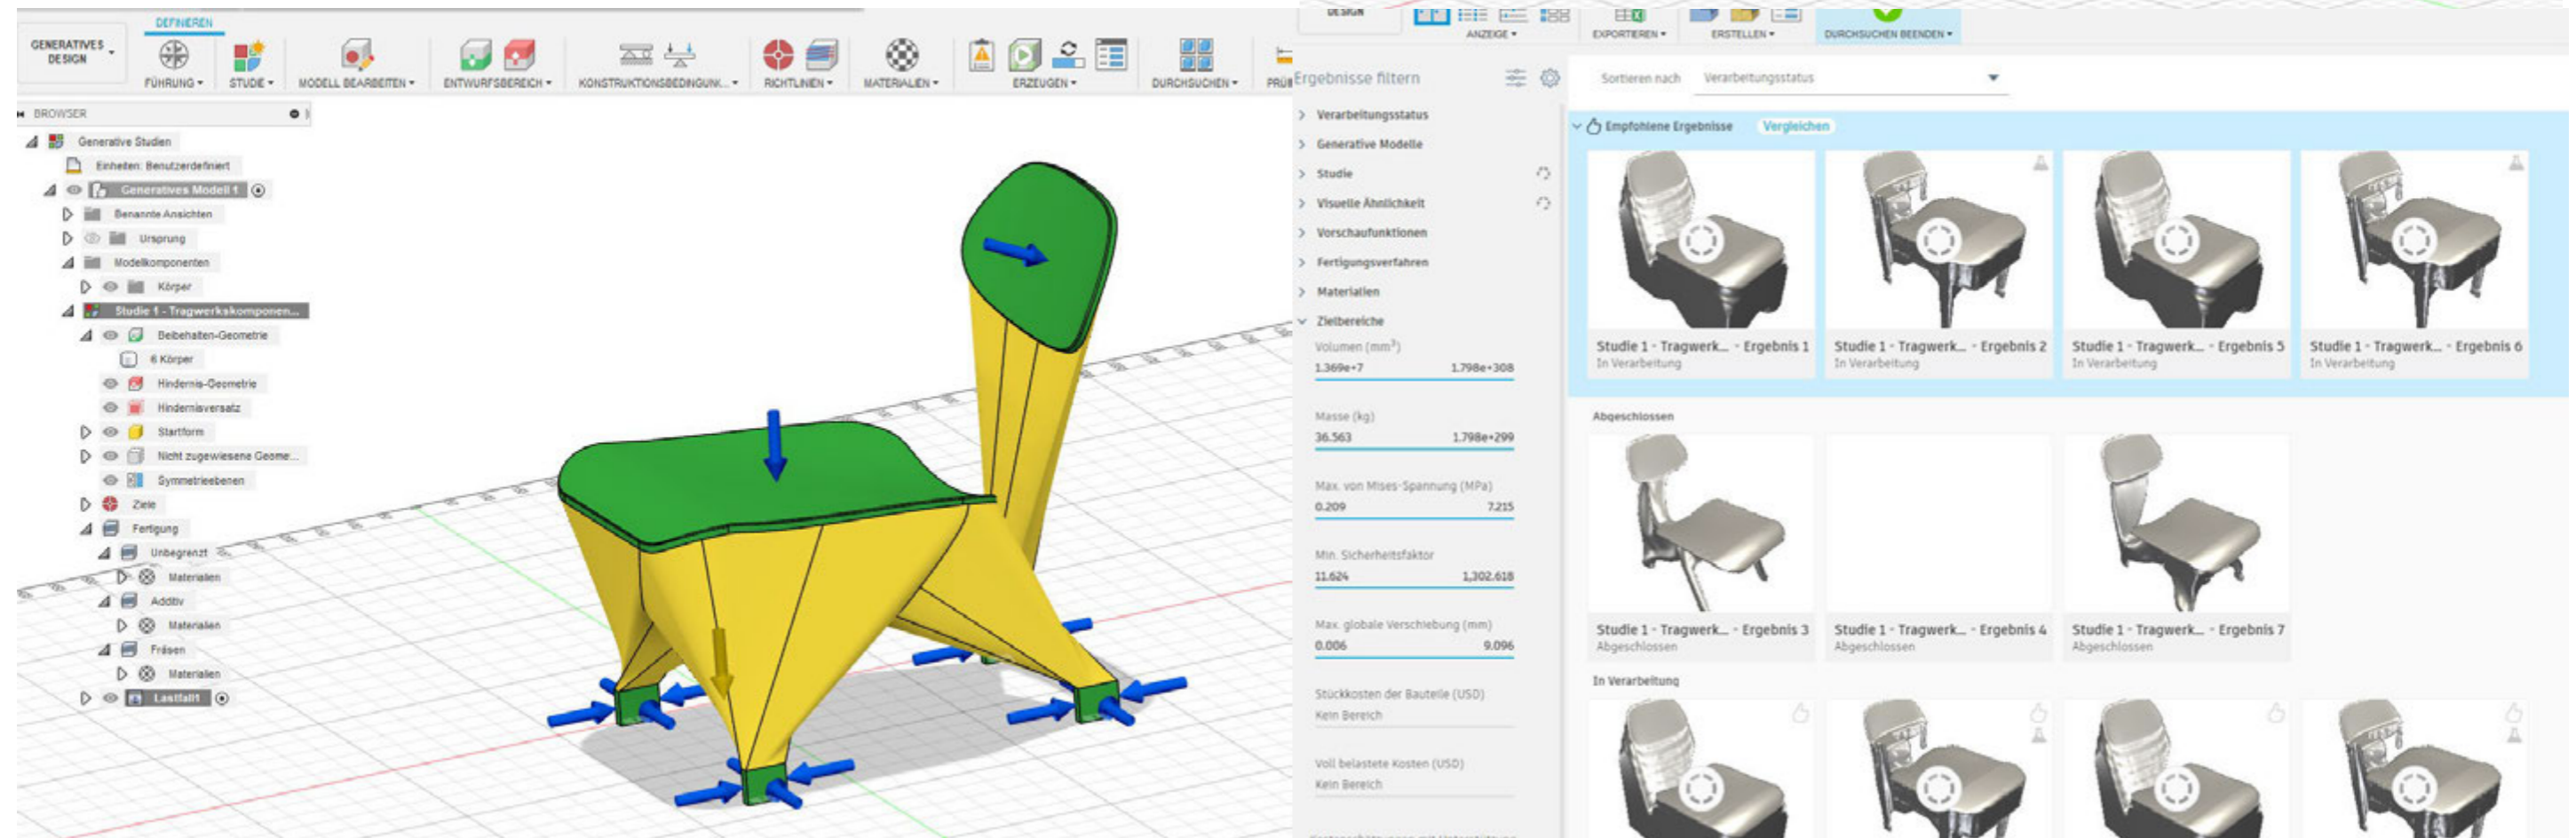 DEFINIEREN
GENERATIVES DESIGN
FÜHRUNG
STUDIE
MODELL BEARBEITEN
ENTWURFSBEREICH
KONSTRUKTIONSBEDINGUN...
RICHTLINIEN
MATERIALIEN
ERZEUGEN
DURCHSUCHEN
BROWSER
Generative Studien
Einheiten: Benutzerdefiniert
Generatives Modell 1
Benannte Ansichten
Ursprung
Modellkomponenten
Körper
Studie 1 - Tragwerkskomponen...
Beibehalten-Geometrie
6 Körper
Hindernis-Geometrie
Hindernisversatz
Startform
Nicht zugewiesene Geome...
Symmetrieebenen
Ziele
Fertigung
Unbegrenzt
Materialien
Additiv
Materialien
Fräsen
Materialien
Lastfall1
DESIGN
ANZEIGE
EXPORTIEREN
ERSTELLEN
DURCHSUCHEN BEENDEN
Ergebnisse filtern
Verarbeitungsstatus
Generative Modelle
Studie
Visuelle Ähnlichkeit
Vorschaufunktionen
Fertigungsverfahren
Materialien
Zielbereiche
Volumen (mm³)
1.369e+7 1.798e+308
Masse (kg)
36.563 1.798e+299
Max. von Mises-Spannung (MPa)
0.209 7.215
Min. Sicherheitsfaktor
11.624 1,302.618
Max. globale Verschiebung (mm)
0.006 9.096
Stückkosten der Bauteile (USD)
Kein Bereich
Voll belastete Kosten (USD)
Kein Bereich
Sortieren nach Verarbeitungsstatus
Empfohlene Ergebnisse Vergleichen
Studie 1 - Tragwerk... - Ergebnis 1
In Verarbeitung
Studie 1 - Tragwerk... - Ergebnis 2
In Verarbeitung
Studie 1 - Tragwerk... - Ergebnis 5
In Verarbeitung
Studie 1 - Tragwerk... - Ergebnis 6
In Verarbeitung
Abgeschlossen
Studie 1 - Tragwerk... - Ergebnis 3
Abgeschlossen
Studie 1 - Tragwerk... - Ergebnis 4
Abgeschlossen
Studie 1 - Tragwerk... - Ergebnis 7
Abgeschlossen
In Verarbeitung